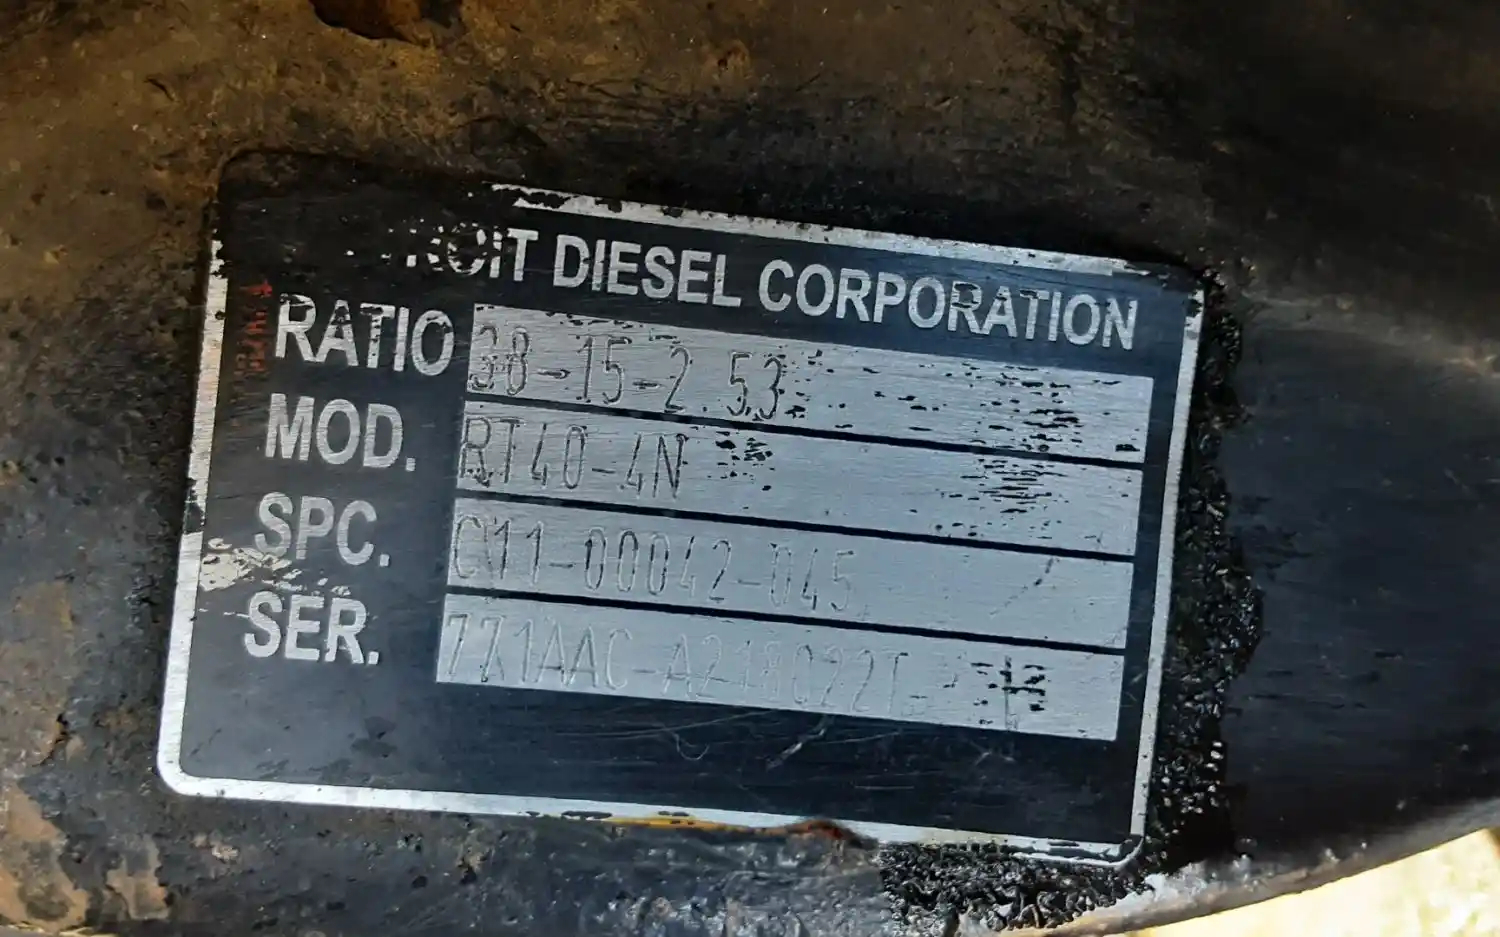 DIESEL CORPORATION
RATIO 38-15-2.53
MOD. RT40-4N
SPC. C11-00042-045
SER.